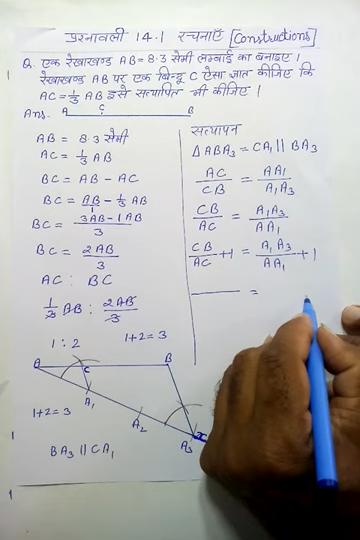 प्रश्नावली 14.1 रचनाएँ [Constructions]
Q. एक रेखाखण्ड AB = 8.3 सेमी लम्बाई का बनाइए।
रेखाखण्ड AB पर एक बिन्दू C ऐसा ज्ञात कीजिए कि
AC = 1/3 AB इसे सत्यापित भी कीजिए।
Ans. A C B
AB = 8.3 सेमी
AC = 1/3 AB
BC = AB - AC
BC = AB/1 - 1/3 AB
BC = 3AB - 1AB/3
BC = 2AB/3
AC : BC
1/3 AB : 2AB/3
1 : 2 1+2=3
A C B
A₁
1+2=3
A₂
A₃
BA₃ || CA₁
सत्यापन
△ABA₃ = CA₁ || BA₃
AC/CB = AA₁/A₁A₃
CB/AC = A₁A₃/AA₁
CB/AC + 1 = A₁A₃/AA₁ + 1
=